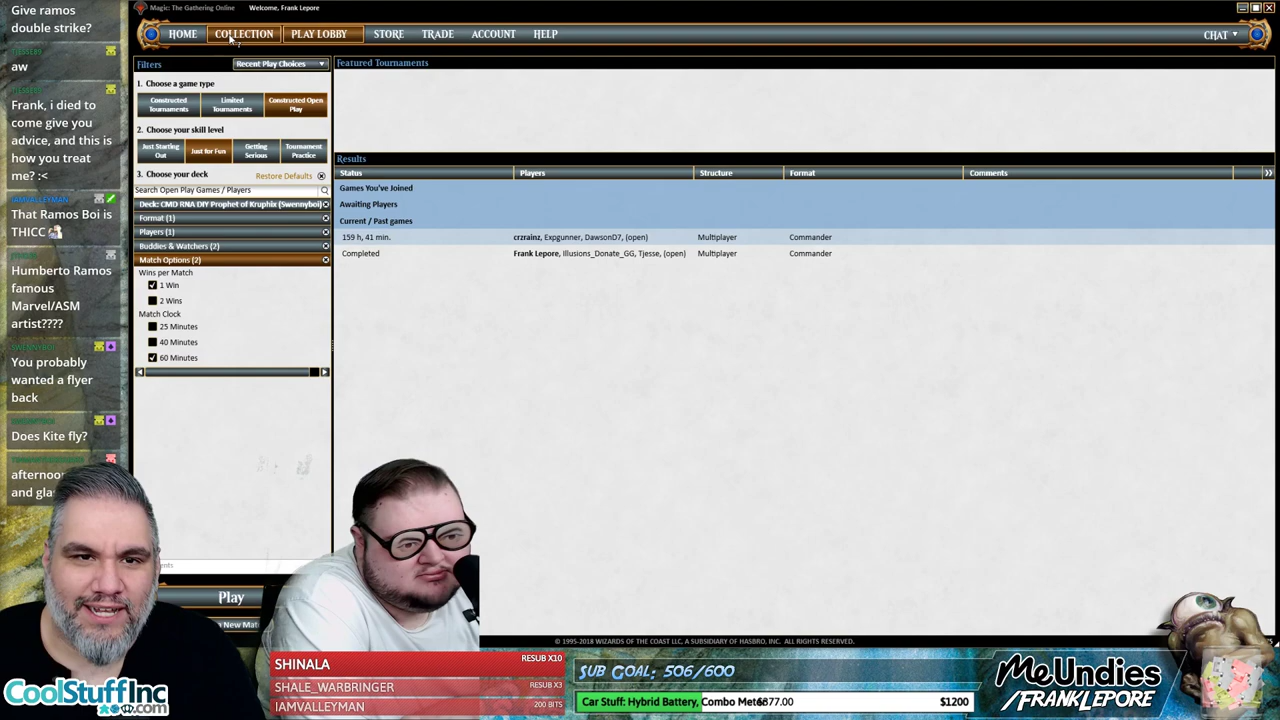 Give ramos
double strike?
aw
Frank, i died to
come give you
advice, and this is
how you treat
me? :<
IAMVALLEYMAN
That Ramos Boi is
THICC
Humberto Ramos
famous
Marvel/ASM
artist????
SWENNYBOI
You probably
wanted a flyer
back
Does Kite fly?
afternoon
and gla
Magic: The Gathering Online
Welcome, Frank Lepore
HOME
COLLECTION
PLAY LOBBY
STORE
TRADE
ACCOUNT
HELP
CHAT
Filters
Recent Play Choices
1. Choose a game type
Constructed Tournaments
Limited Tournaments
Constructed Open Play
2. Choose your skill level
Just Starting Out
Just for Fun
Getting Serious
Tournament Practice
3. Choose your deck
Restore Defaults
Search Open Play Games / Players
Deck: CMD RNA DIY Prophet of Kruphix (Swennyboi)
Format (1)
Players (1)
Buddies & Watchers (2)
Match Options (2)
Wins per Match
1 Win
2 Wins
Match Clock
25 Minutes
40 Minutes
60 Minutes
ents
Play
New Mat
Featured Tournaments
Results
Status Players Structure Format Comments
Games You've Joined
Awaiting Players
Current / Past games
159 h, 41 min. crzrainz, Expgunner, DawsonD7, (open) Multiplayer Commander
Completed Frank Lepore, Illusions_Donate_GG, Tjesse, (open) Multiplayer Commander
© 1995-2018 WIZARDS OF THE COAST LLC, A SUBSIDIARY OF HASBRO, INC. ALL RIGHTS RESERVED.
CoolStuffInc
.com
SHINALA RESUB X10
SHALE_WARBRINGER RESUB X3
IAMVALLEYMAN 200 BITS
SUB GOAL: 506/600
Car Stuff: Hybrid Battery, Combo Mete $877.00 $1200
MeUndies
/FRANKLEPORE